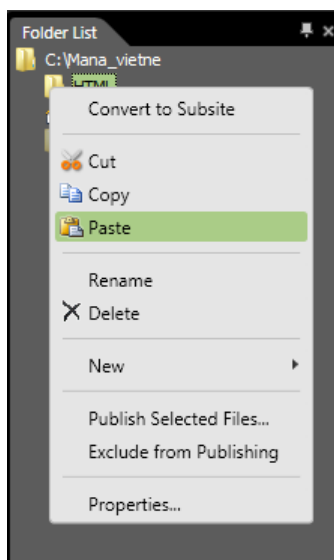 Folder List
C:\Mana_vietne
HTML
Convert to Subsite
Cut
Copy
Paste
Rename
Delete
New
Publish Selected Files...
Exclude from Publishing
Properties...